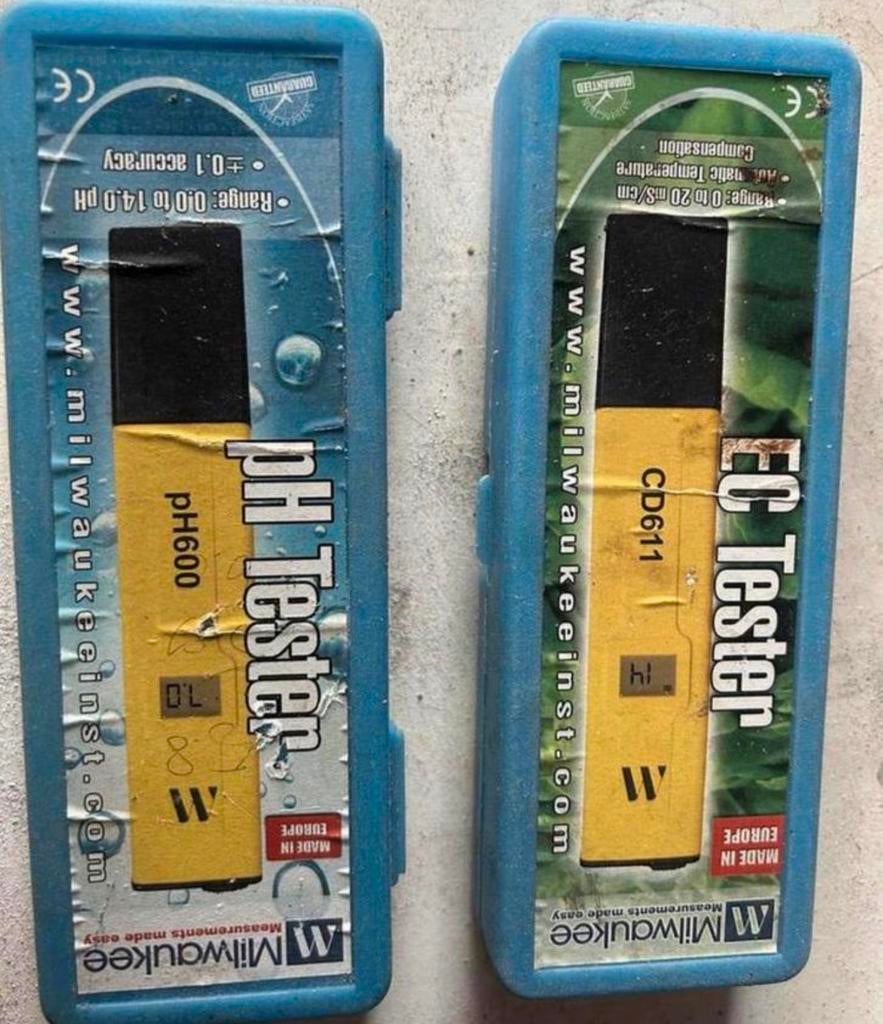 CE
SATISFACTION
GUARANTEED
• Range: 0.0 to 14.0 pH
• ± 0.1 accuracy
www.milwaukeeinst.com
pH Tester
pH600
7.0
W
MADE IN
EUROPE
W Milwaukee
Measurements made easy
CE
SATISFACTION
GUARANTEED
• Range: 0 to 20 mS/cm
• Automatic Temperature
Compensation
www.milwaukeeinst.com
EC Tester
CD611
W
MADE IN
EUROPE
W Milwaukee
Measurements made easy